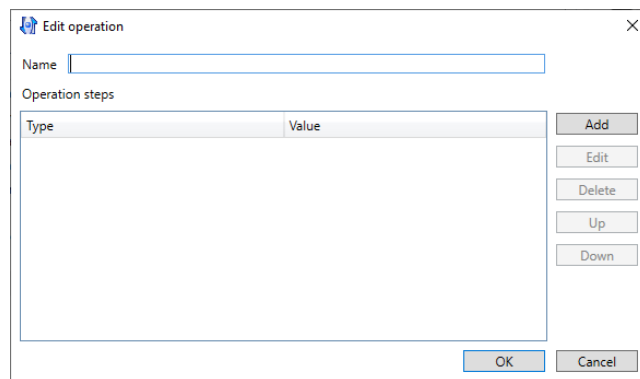 Edit operation
Name
Operation steps
Type Value
Add
Edit
Delete
Up
Down
OK Cancel